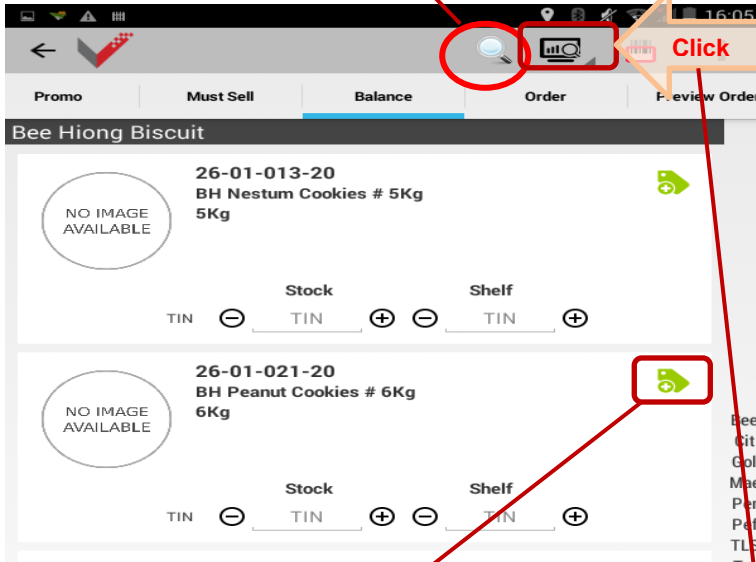 16:05
Click
Promo Must Sell Balance Order Preview Order
Bee Hiong Biscuit
26-01-013-20
BH Nestum Cookies # 5Kg
NO IMAGE AVAILABLE
5Kg
Stock Shelf
TIN TIN TIN
26-01-021-20
BH Peanut Cookies # 6Kg
NO IMAGE AVAILABLE
6Kg
Stock Shelf
TIN TIN TIN